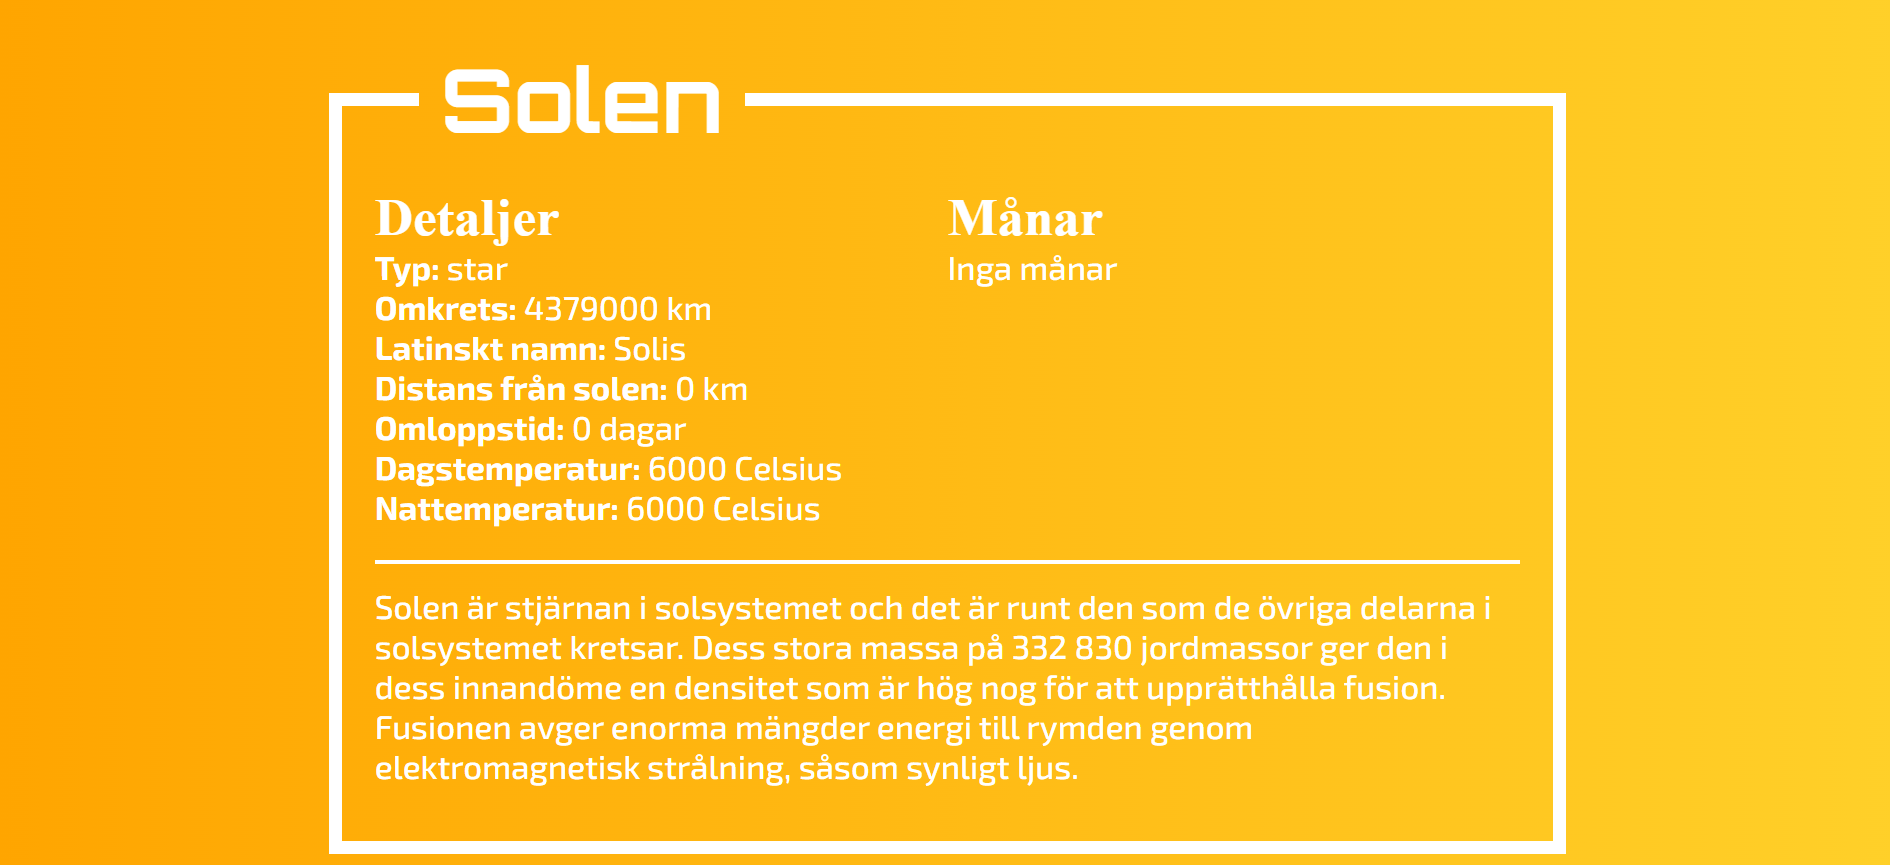 Solen
Detaljer
Typ: star
Omkrets: 4379000 km
Latinskt namn: Solis
Distans från solen: 0 km
Omloppstid: 0 dagar
Dagstemperatur: 6000 Celsius
Nattemperatur: 6000 Celsius
Månar
Inga månar
Solen är stjärnan i solsystemet och det är runt den som de övriga delarna i
solsystemet kretsar. Dess stora massa på 332 830 jordmassor ger den i
dess innandöme en densitet som är hög nog för att upprätthålla fusion.
Fusionen avger enorma mängder energi till rymden genom
elektromagnetisk strålning, såsom synligt ljus.